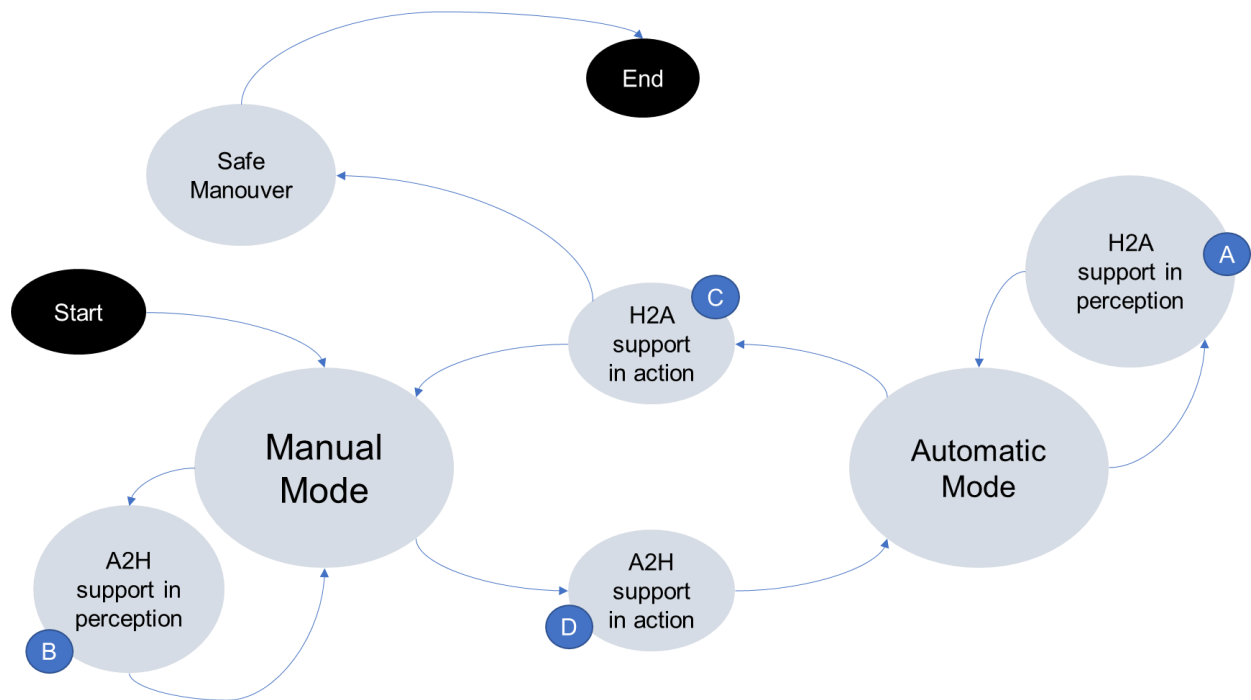 End
Safe
Manouver
H2A
support in
perception
A
Start
C
H2A
support
in action
Manual
Mode
Automatic
Mode
A2H
support in
perception
B
A2H
support
in action
D